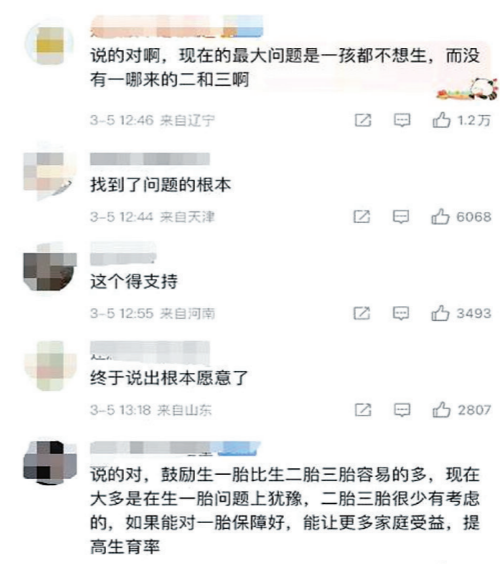 说的对啊，现在的最大问题是一孩都不想生，而没
有一哪来的二和三啊
3-5 12:46 来自辽宁
1.2万
找到了问题的根本
3-5 12:44 来自天津
6068
这个得支持
3-5 12:55 来自河南
3493
终于说出根本愿意了
3-5 13:18 来自山东
2807
说的对，鼓励生一胎比生二胎三胎容易的多，现在
大多是在生一胎问题上犹豫，二胎三胎很少有考虑
的，如果能对一胎保障好，能让更多家庭受益，提
高生育率